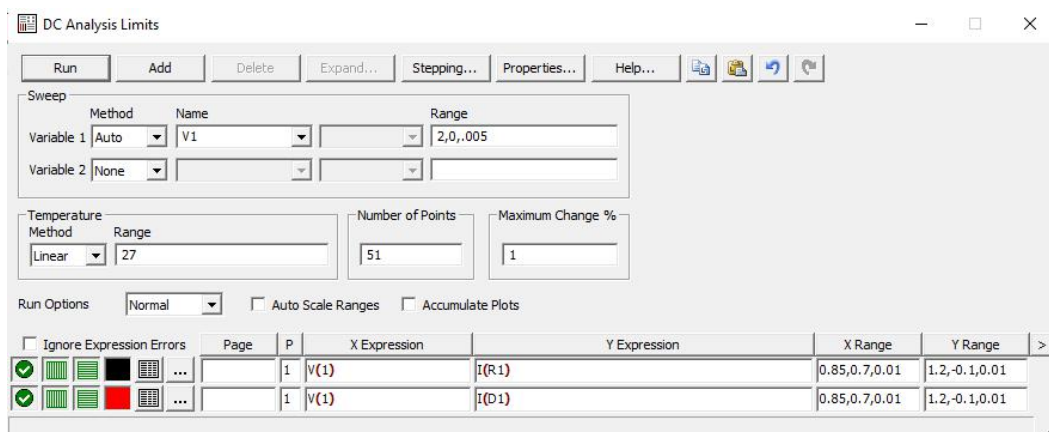 DC Analysis Limits
Run Add Delete Expand... Stepping... Properties... Help...
Sweep
Method Name Range
Variable 1 Auto V1 2,0,.005
Variable 2 None
Temperature Number of Points Maximum Change %
Method Range
Linear 27 51 1
Run Options Normal Auto Scale Ranges Accumulate Plots
Ignore Expression Errors Page P X Expression Y Expression X Range Y Range >
... 1 V(1) I(R1) 0.85,0.7,0.01 1.2,-0.1,0.01
... 1 V(1) I(D1) 0.85,0.7,0.01 1.2,-0.1,0.01